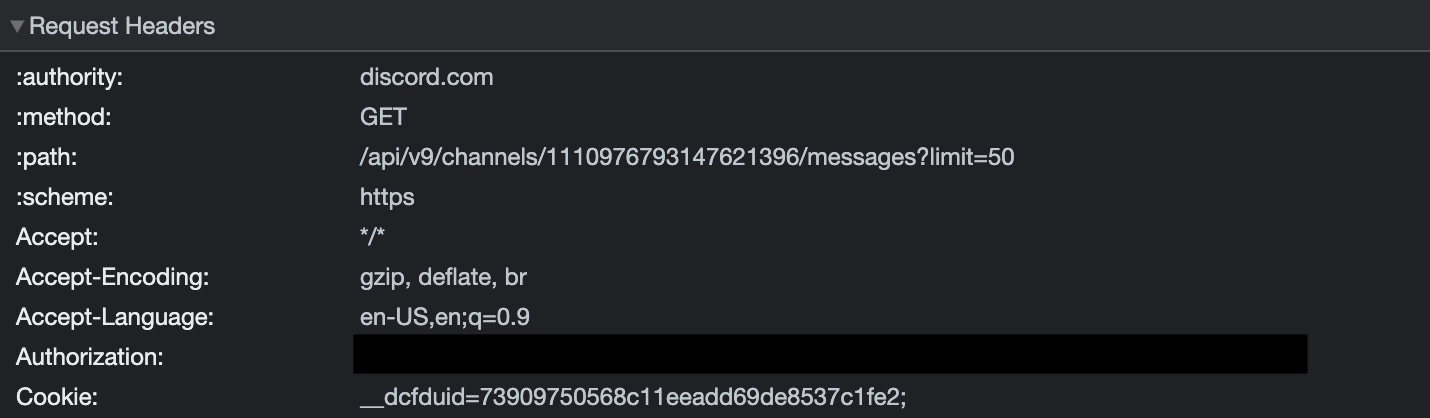 Request Headers
:authority: discord.com
:method: GET
:path: /api/v9/channels/1110976793147621396/messages?limit=50
:scheme: https
Accept: */*
Accept-Encoding: gzip, deflate, br
Accept-Language: en-US,en;q=0.9
Authorization:
Cookie: __dcfduid=73909750568c11eeadd69de8537c1fe2;